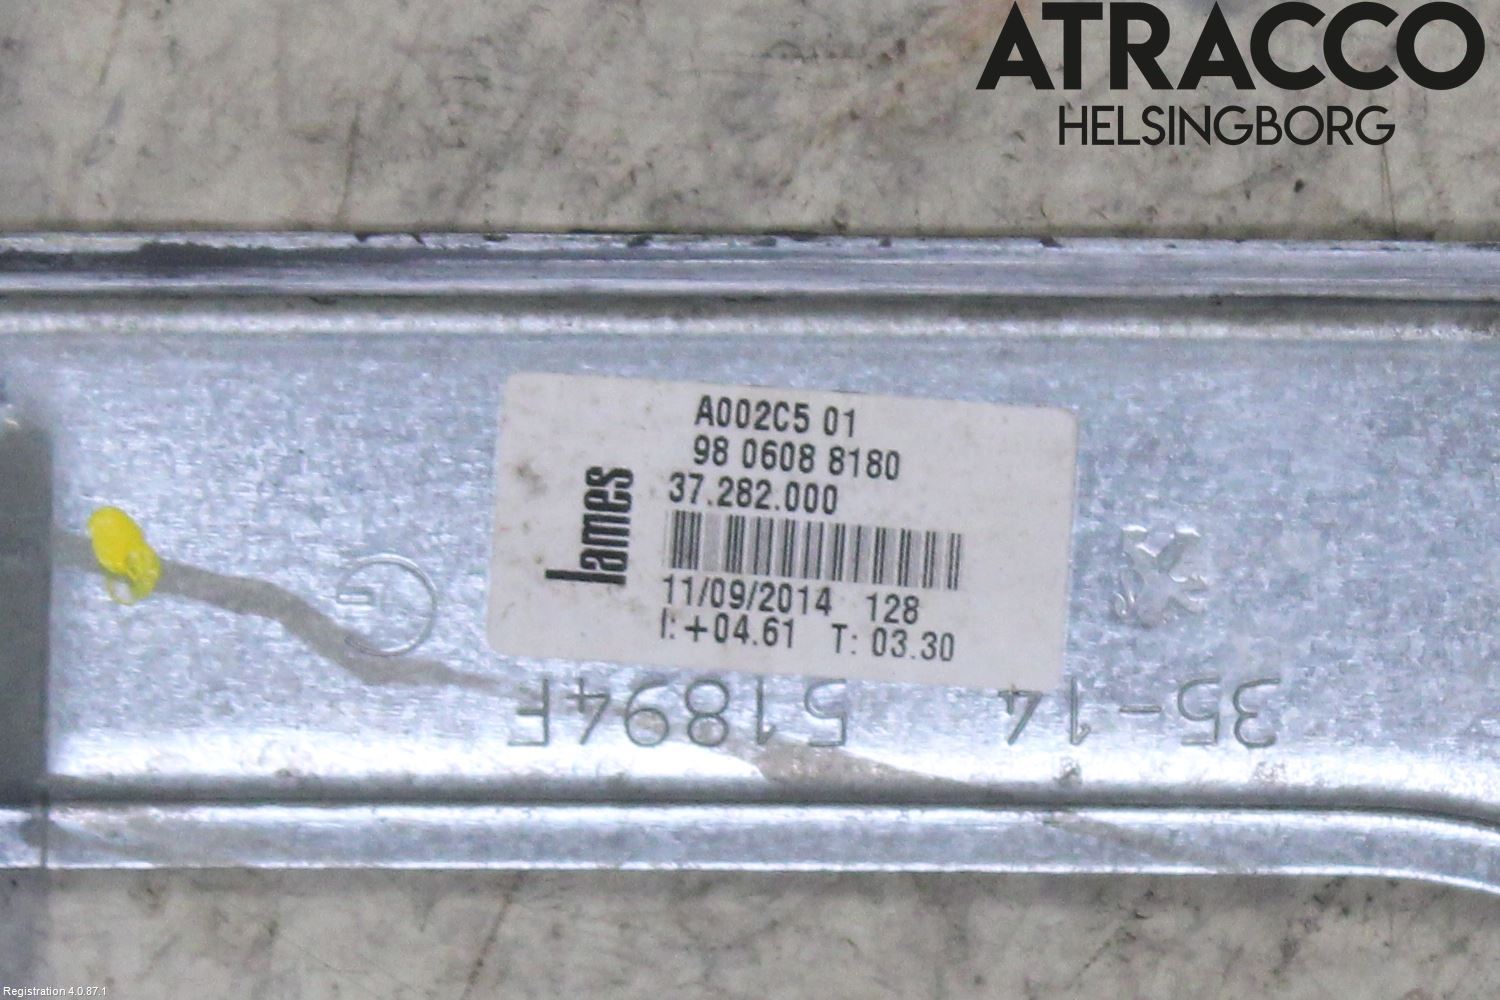 ATRACCO
HELSINGBORG
A002C5 01
98 0608 8180
37.282.000
lames
11/09/2014 128
I: +04.61 T: 03.30
35-14 51894F
Registration 4.0.87.1